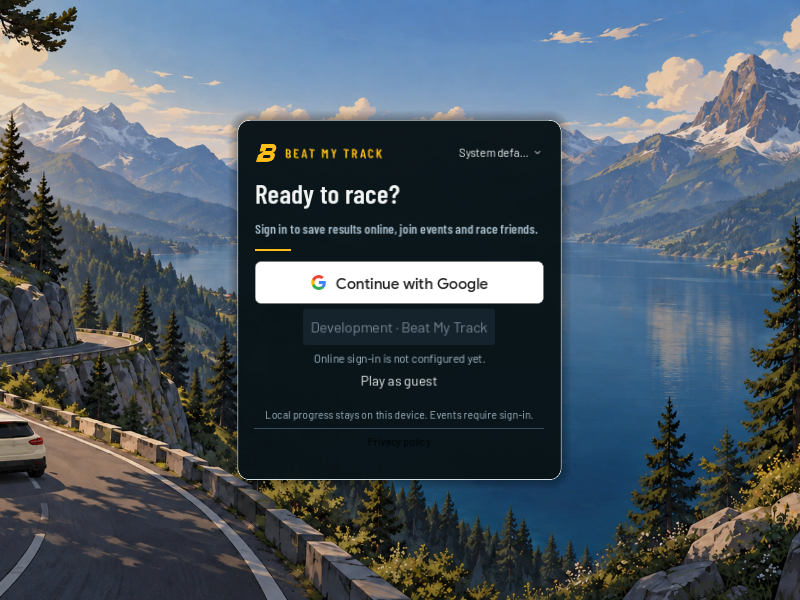 BEAT MY TRACK
System defa...
Ready to race?
Sign in to save results online, join events and race friends.
Continue with Google
Development · Beat My Track
Online sign-in is not configured yet.
Play as guest
Local progress stays on this device. Events require sign-in.
Privacy policy